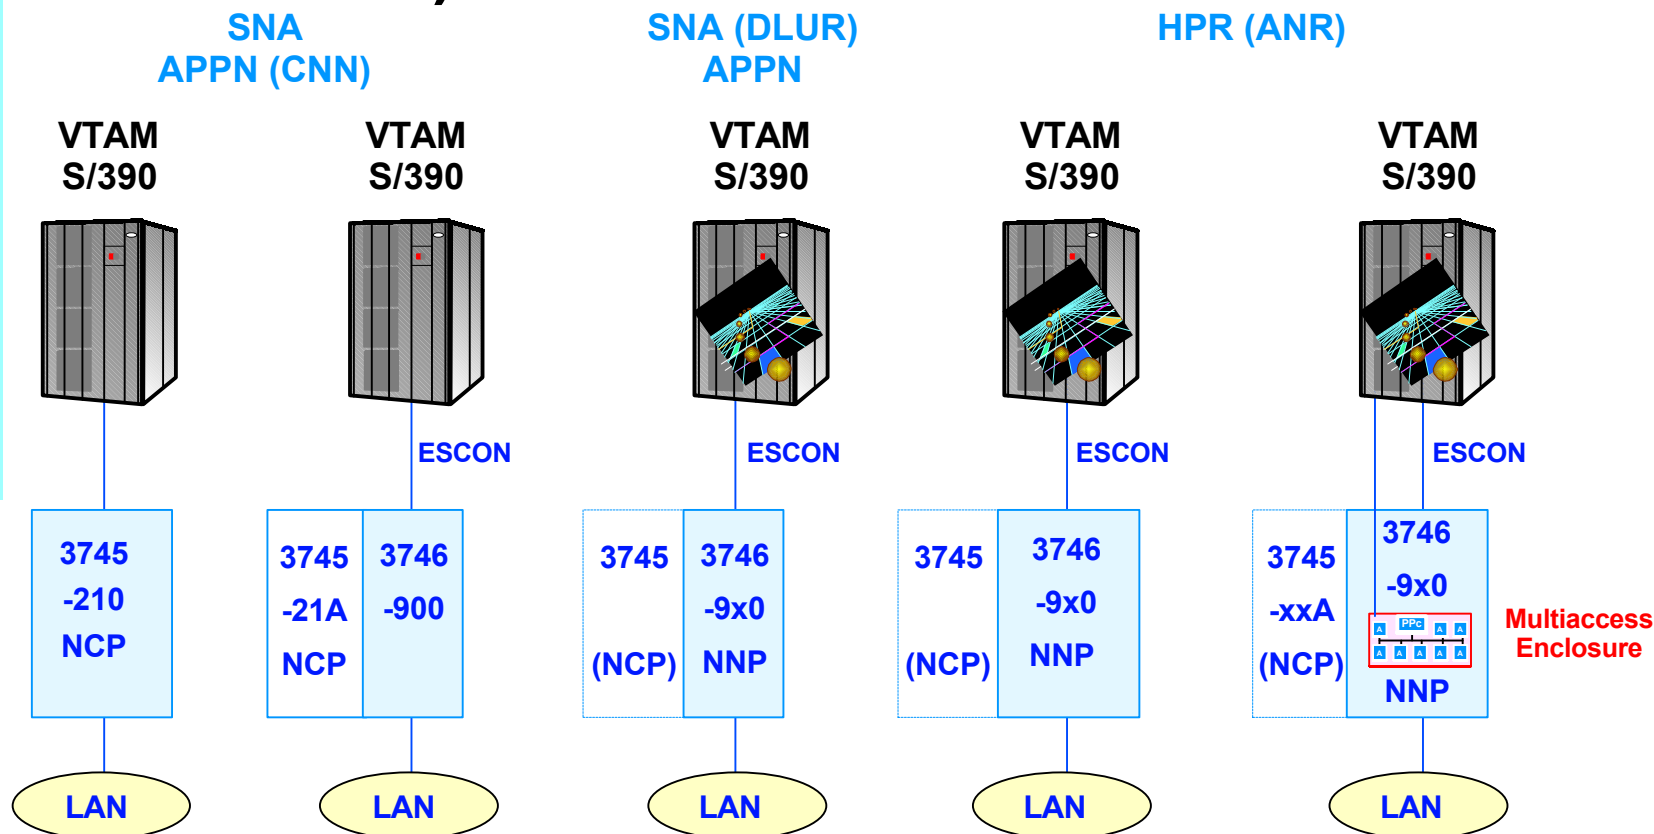 SNA
APPN (CNN)
SNA (DLUR)
APPN
HPR (ANR)
VTAM
S/390
VTAM
S/390
VTAM
S/390
VTAM
S/390
VTAM
S/390
ESCON
ESCON
ESCON
ESCON
3745
-210
NCP
3745
-21A
NCP
3746
-900
3745
(NCP)
3746
-9x0
NNP
3745
(NCP)
3746
-9x0
NNP
3745
-xxA
(NCP)
3746
-9x0
PPc
A
A
A
A
A
A
A
A
NNP
Multiaccess
Enclosure
LAN
LAN
LAN
LAN
LAN